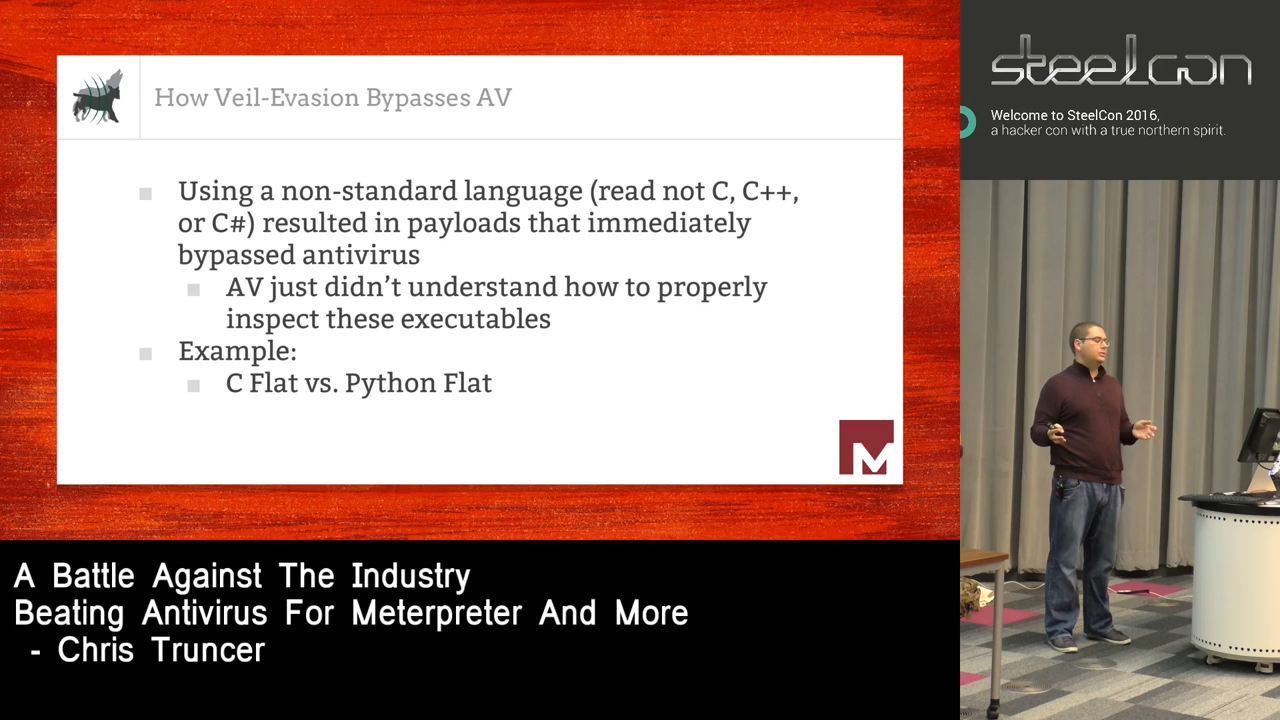 How Veil-Evasion Bypasses AV
Using a non-standard language (read not C, C++,
or C#) resulted in payloads that immediately
bypassed antivirus
AV just didn't understand how to properly
inspect these executables
Example:
C Flat vs. Python Flat
M
steelcon
Welcome to SteelCon 2016,
a hacker con with a true northern spirit.
A Battle Against The Industry
Beating Antivirus For Meterpreter And More
- Chris Truncer